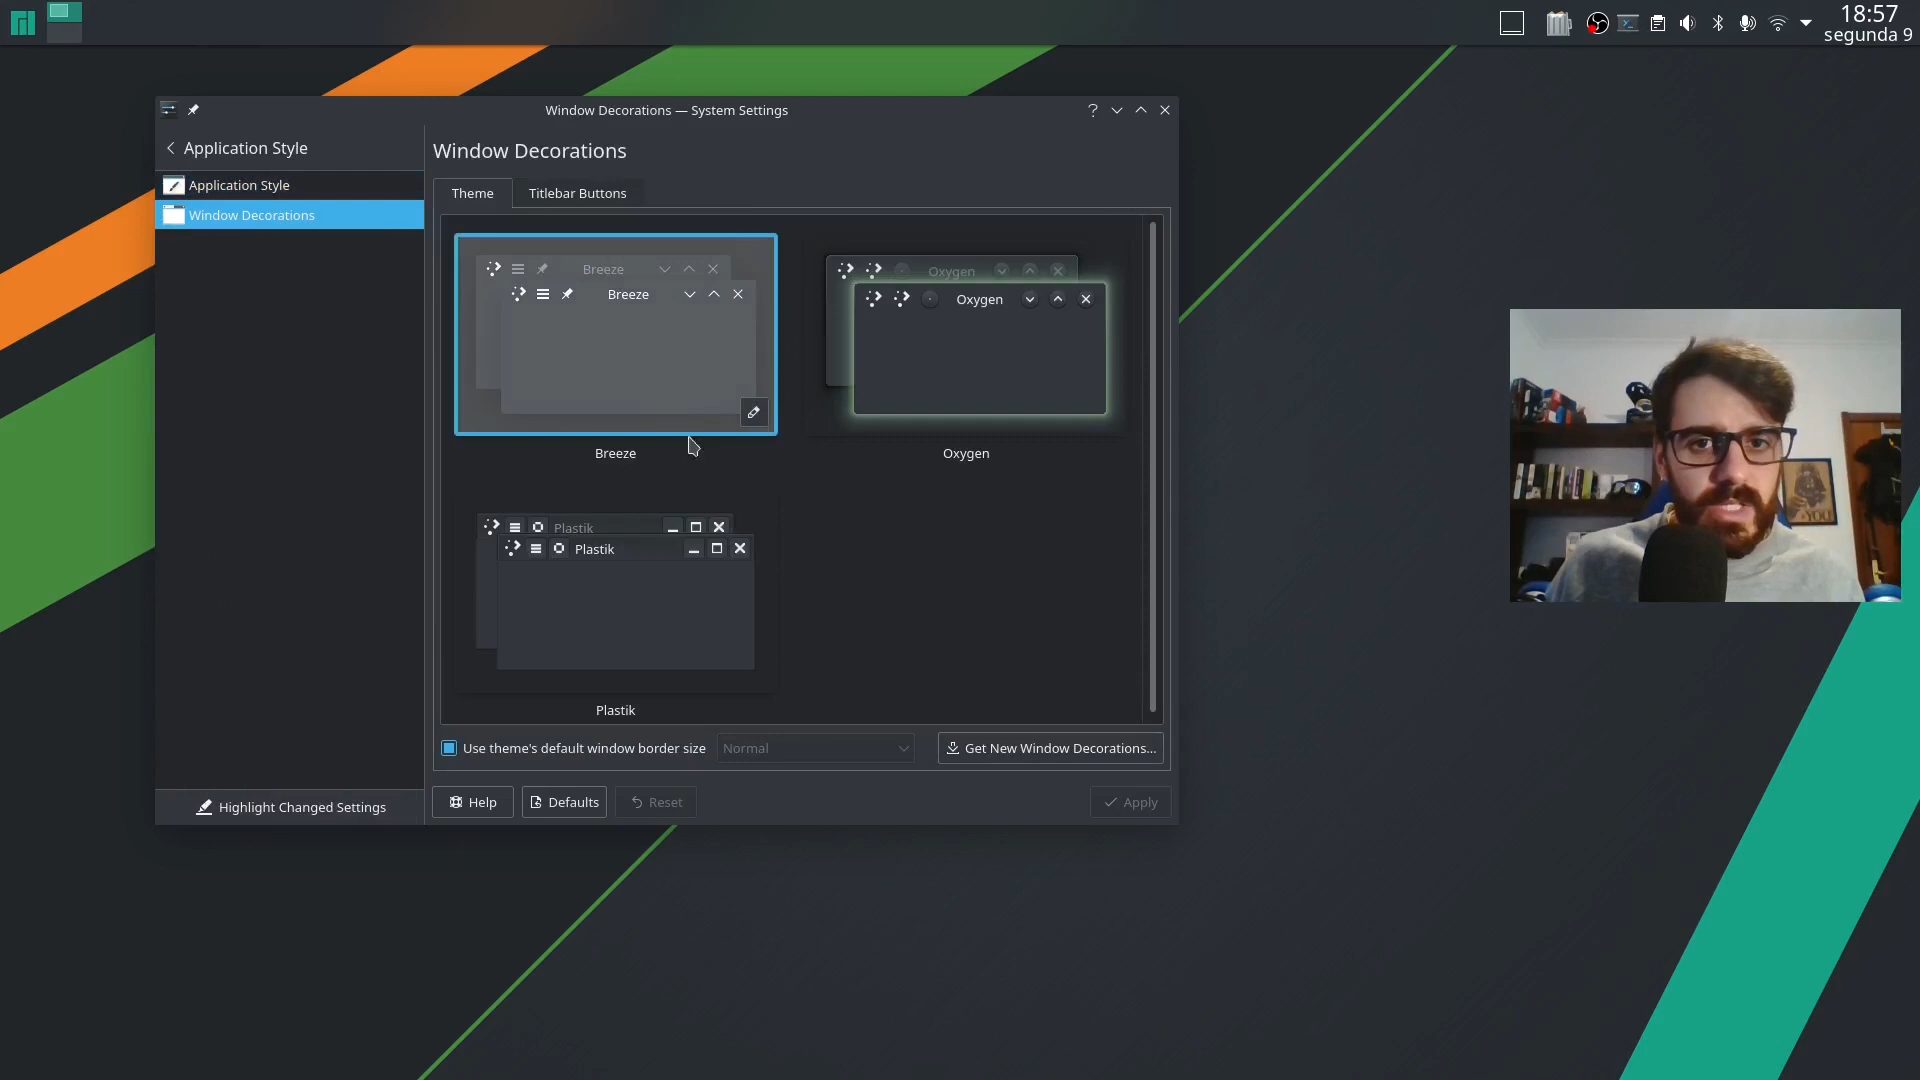 18:57
segunda 9
Window Decorations — System Settings
Application Style
Application Style
Window Decorations
Window Decorations
Theme
Titlebar Buttons
Breeze
Breeze
Breeze
Oxygen
Oxygen
Oxygen
Plastik
Plastik
Plastik
Use theme's default window border size
Normal
Get New Window Decorations...
Highlight Changed Settings
Help
Defaults
Reset
Apply
YOU